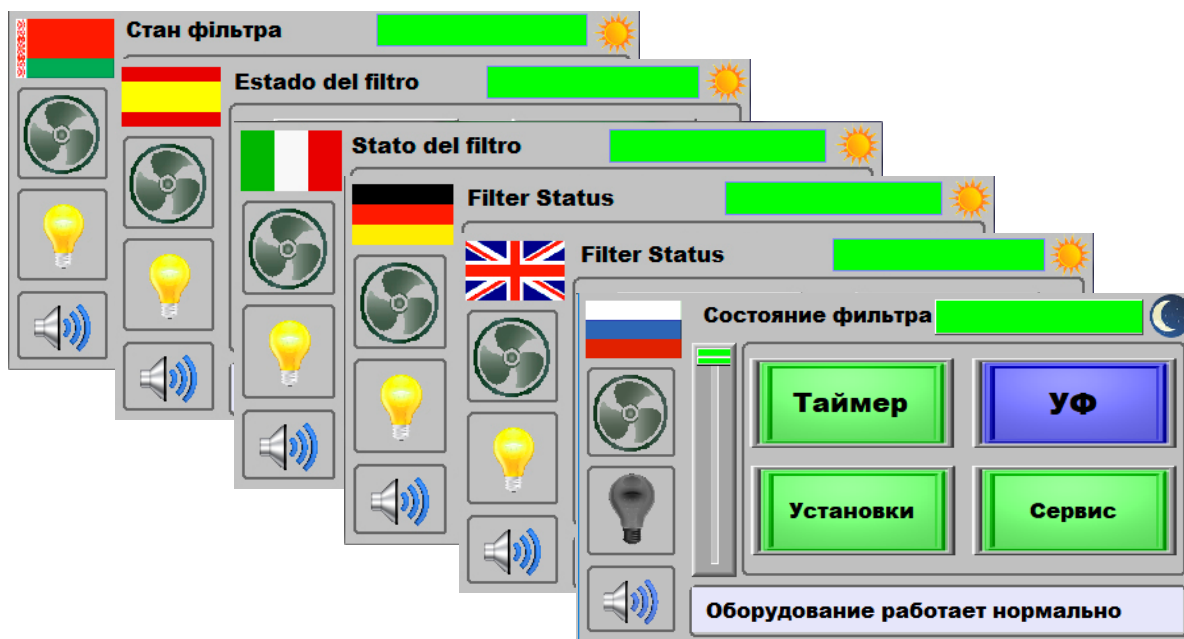 Стан фільтра
Estado del filtro
Stato del filtro
Filter Status
Filter Status
Состояние фильтра
Таймер
УФ
Установки
Сервис
Оборудование работает нормально